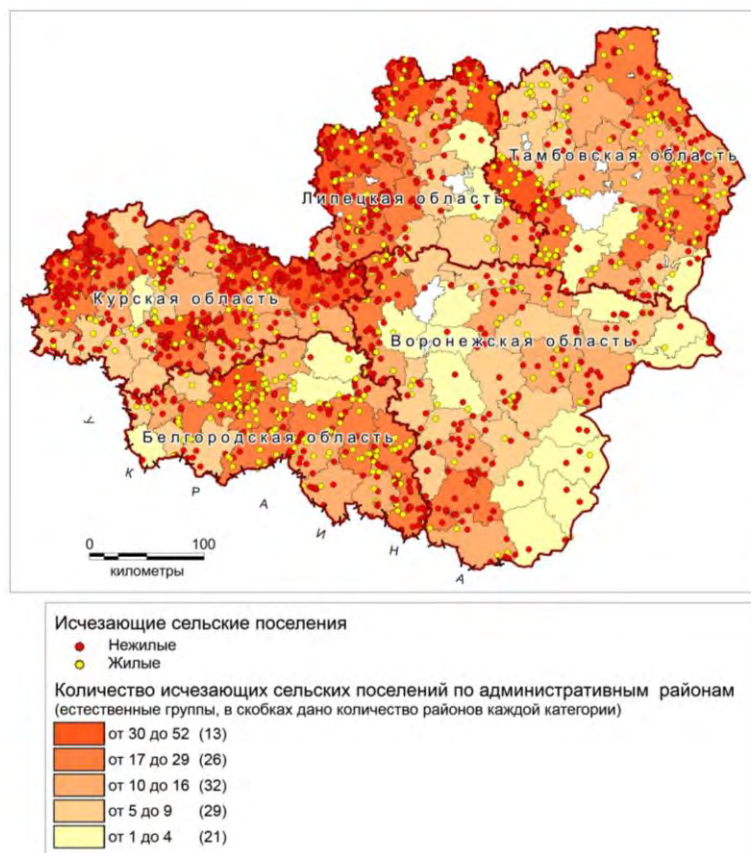 Тамбовская область
Липецкая область
Курская область
Воронежская область
Белгородская область
У К Р А И Н А
0 100
километры
Исчезающие сельские поселения
Нежилые
Жилые
Количество исчезающих сельских поселений по административным районам
(естественные группы, в скобках дано количество районов каждой категории)
от 30 до 52 (13)
от 17 до 29 (26)
от 10 до 16 (32)
от 5 до 9 (29)
от 1 до 4 (21)